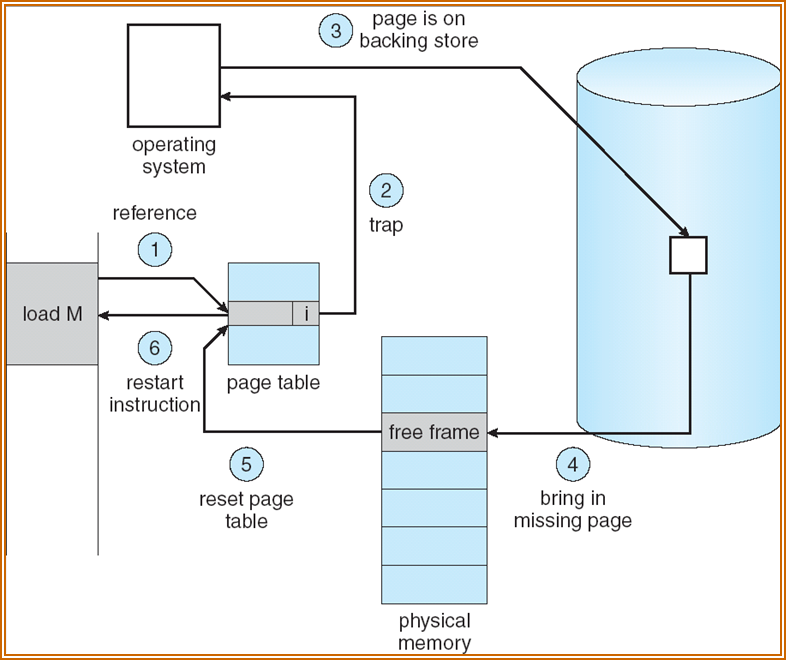 3
page is on
backing store
operating
system
2
trap
reference
1
load M
i
6
restart
instruction
page table
free frame
5
reset page
table
4
bring in
missing page
physical
memory